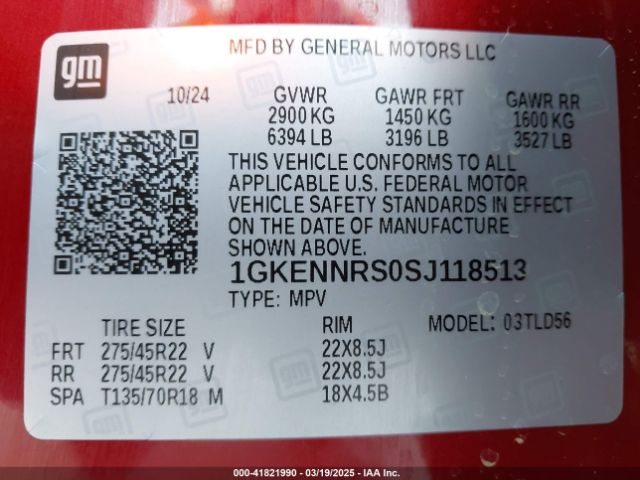 gm
MFD BY GENERAL MOTORS LLC
10/24 GVWR GAWR FRT GAWR RR
2900 KG 1450 KG 1600 KG
6394 LB 3196 LB 3527 LB
THIS VEHICLE CONFORMS TO ALL
APPLICABLE U.S. FEDERAL MOTOR
VEHICLE SAFETY STANDARDS IN EFFECT
ON THE DATE OF MANUFACTURE
SHOWN ABOVE.
1GKENNRS0SJ118513
TYPE: MPV
TIRE SIZE RIM MODEL: 03TLD56
FRT 275/45R22 V 22X8.5J
RR 275/45R22 V 22X8.5J
SPA T135/70R18 M 18X4.5B
000-41821990 - 03/19/2025 - IAA Inc.